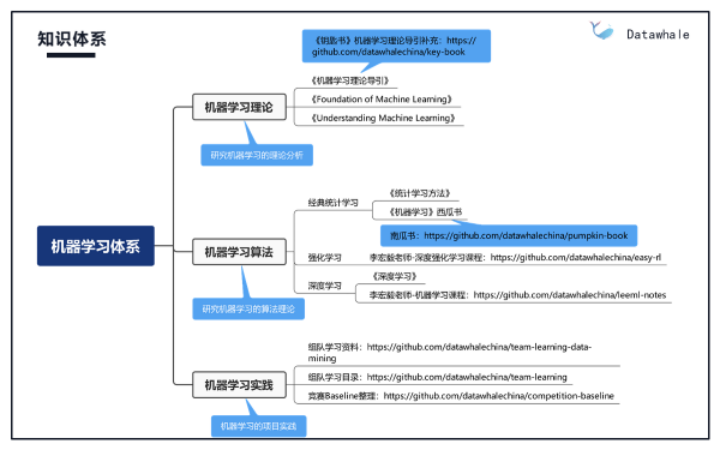 知识体系
Datawhale
《钥匙书》机器学习理论导引补充：https://
github.com/datawhalechina/key-book
《机器学习理论导引》
机器学习理论
《Foundation of Machine Learning》
《Understanding Machine Learning》
研究机器学习的理论分析
机器学习体系
机器学习算法
经典统计学习
《统计学习方法》
《机器学习》西瓜书
南瓜书：https://github.com/datawhalechina/pumpkin-book
强化学习
李宏毅老师-深度强化学习课程：https://github.com/datawhalechina/easy-rl
深度学习
《深度学习》
李宏毅老师-机器学习课程：https://github.com/datawhalechina/leeml-notes
研究机器学习的算法理论
机器学习实践
组队学习资料：https://github.com/datawhalechina/team-learning-data-
mining
组队学习目录：https://github.com/datawhalechina/team-learning
竞赛Baseline整理：https://github.com/datawhalechina/competition-baseline
机器学习的项目实践